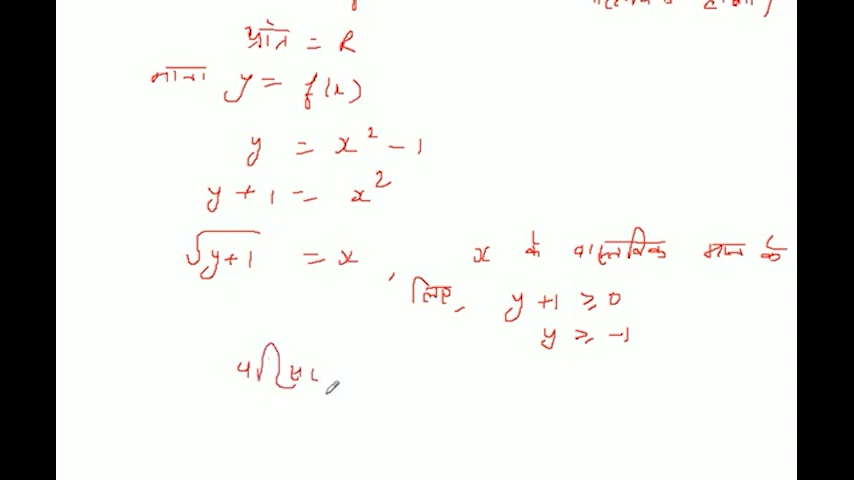 प्रांत = R
माना y = f(x)
y = x² - 1
y + 1 = x²
√y+1 = x , x के वास्तविक मान के
लिए, y + 1 ≥ 0
y ≥ -1
परिसर